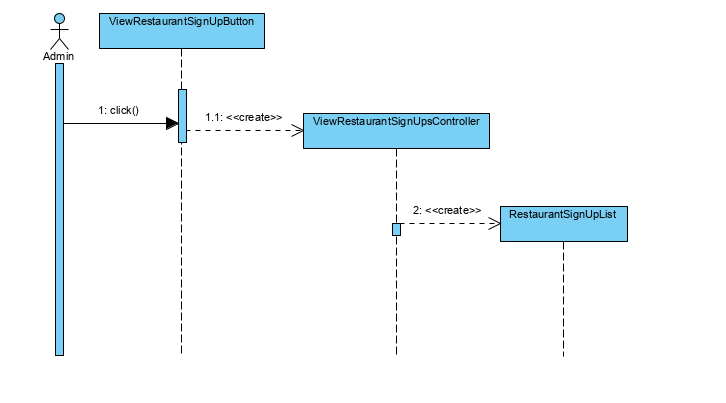 ViewRestaurantSignUpButton
Admin
1: click()
1.1: <<create>>
ViewRestaurantSignUpsController
2: <<create>>
RestaurantSignUpList